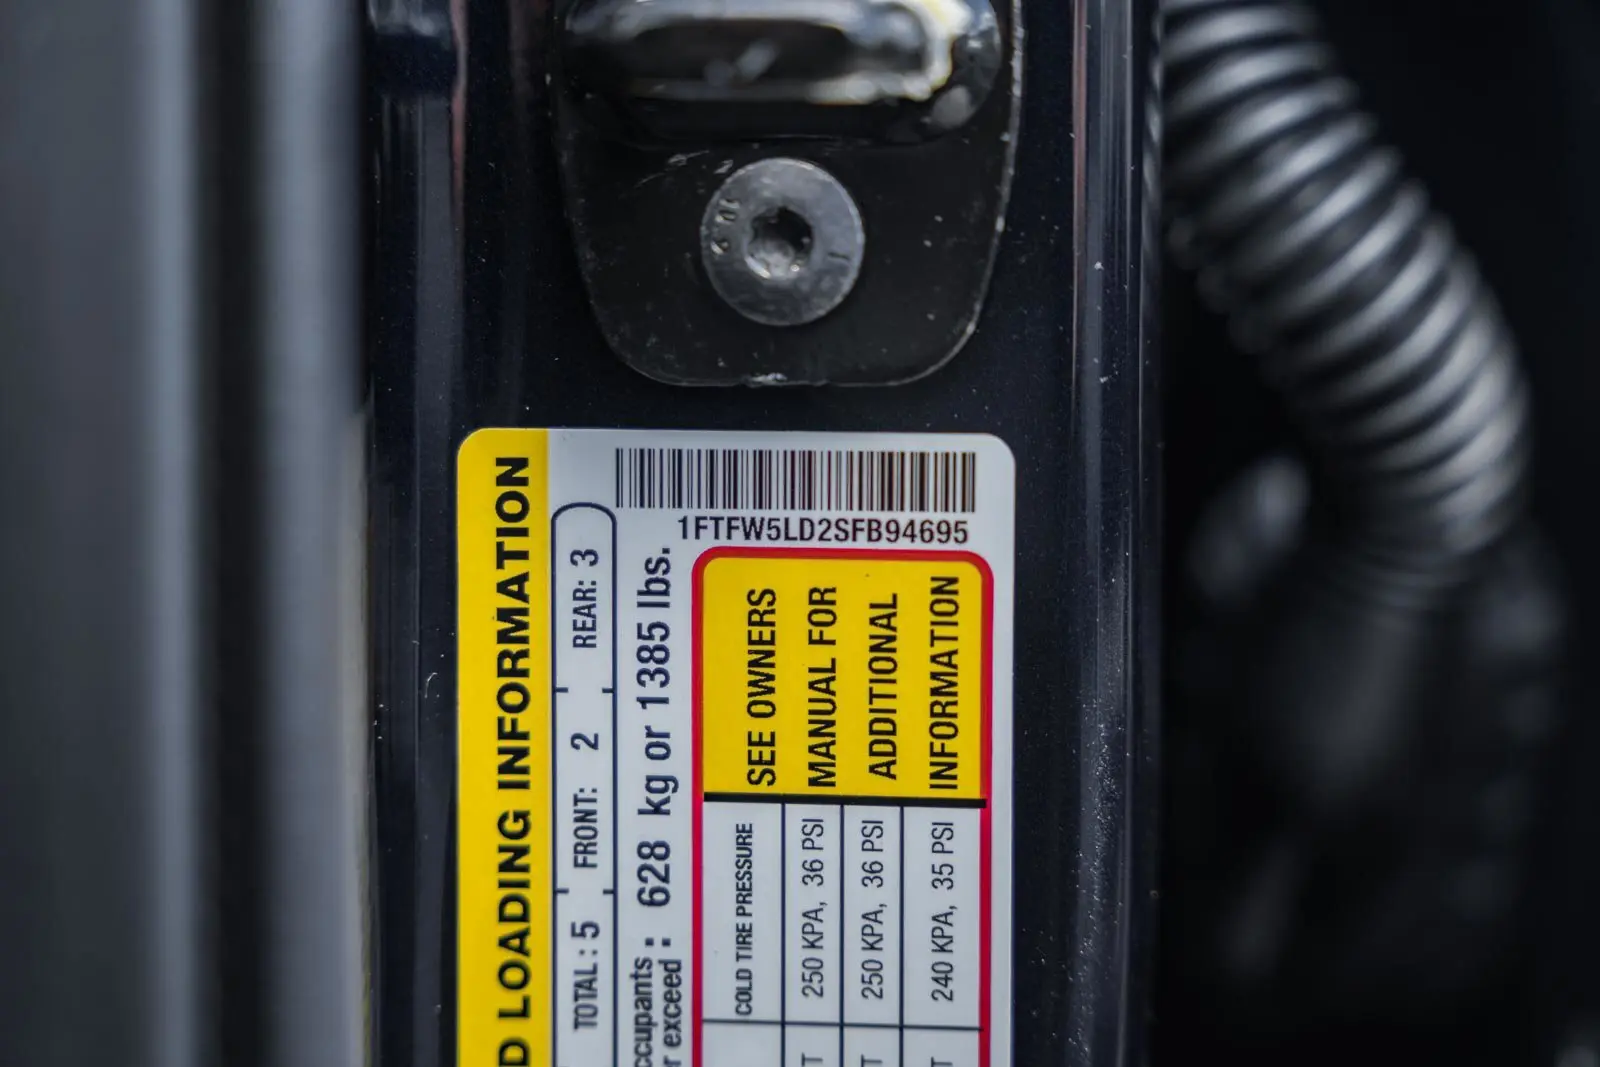 1FTFW5LD2SFB94695
D LOADING INFORMATION
TOTAL : 5 FRONT: 2 REAR: 3
ccupants : 628 kg or 1385 lbs.
r exceed
COLD TIRE PRESSURE
250 KPA, 36 PSI
250 KPA, 36 PSI
240 KPA, 35 PSI
SEE OWNERS
MANUAL FOR
ADDITIONAL
INFORMATION